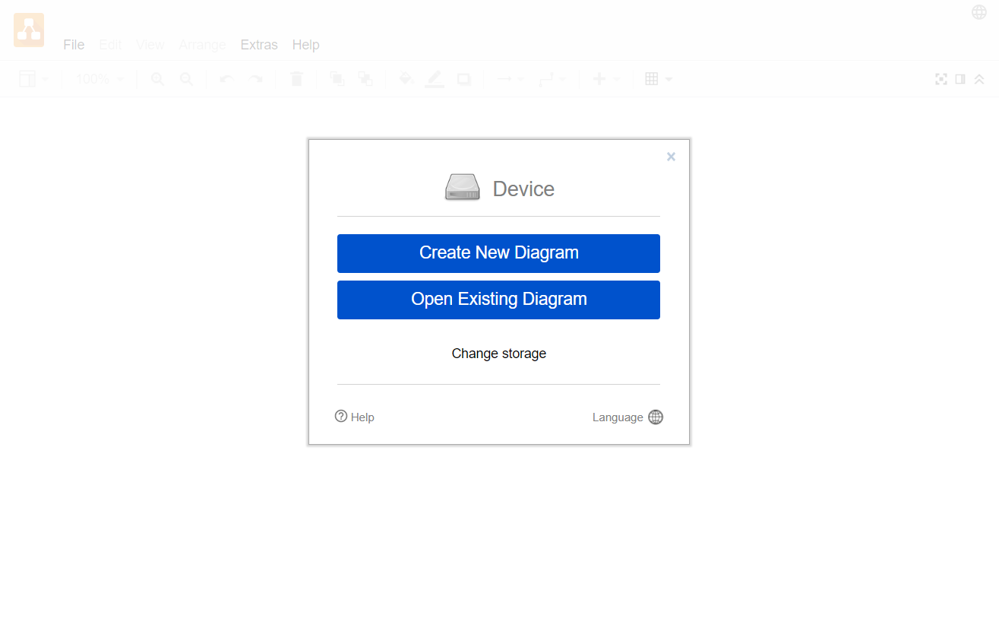 File Edit View Arrange Extras Help
100%
Device
Create New Diagram
Open Existing Diagram
Change storage
Help
Language